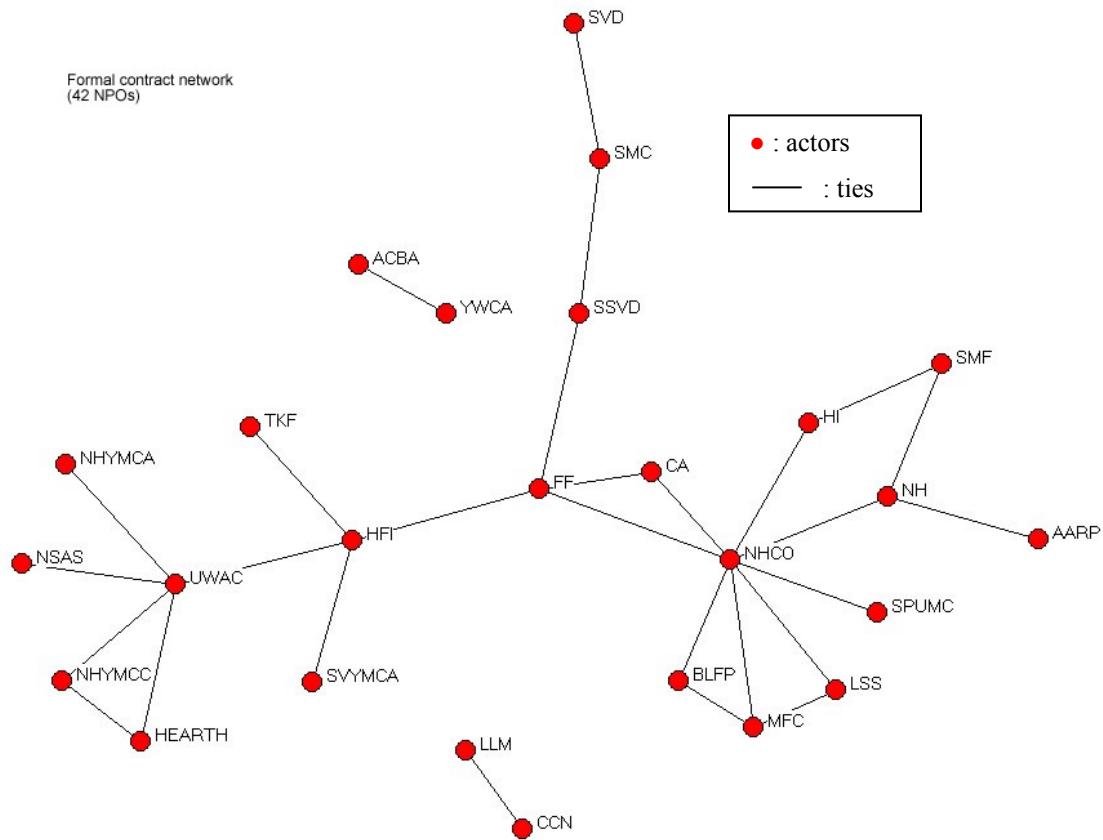 SVD
Formal contract network
(42 NPOs)
: actors
SMC
: ties
ACBA
YWCA
SSVD
SMF
HI
TKF
NHYMCA
CA
FF
NH
HFI
AARP
NSAS
NHCO
UWAC
SPUMC
NHYMCC
SVYMCA
BLFP
LSS
MFC
HEARTH
LLM
CCN